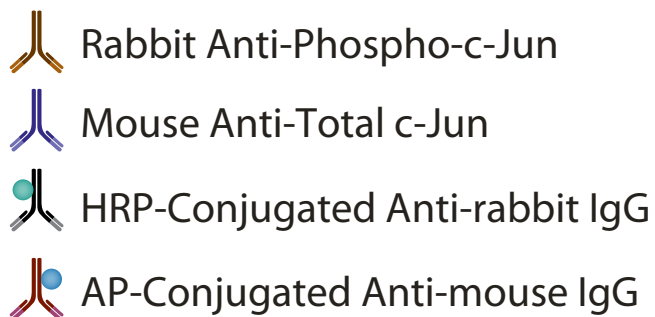 Rabbit Anti-Phospho-c-Jun
Mouse Anti-Total c-Jun
HRP-Conjugated Anti-rabbit IgG
AP-Conjugated Anti-mouse IgG